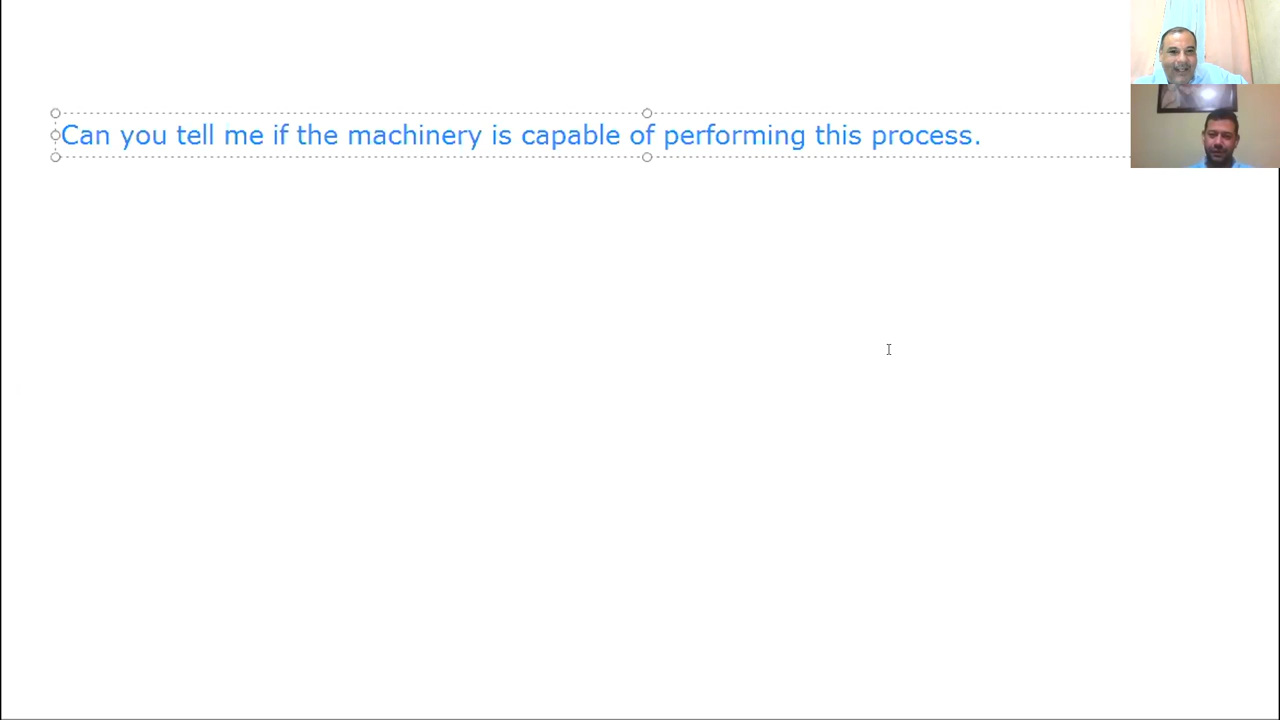 Can you tell me if the machinery is capable of performing this process.